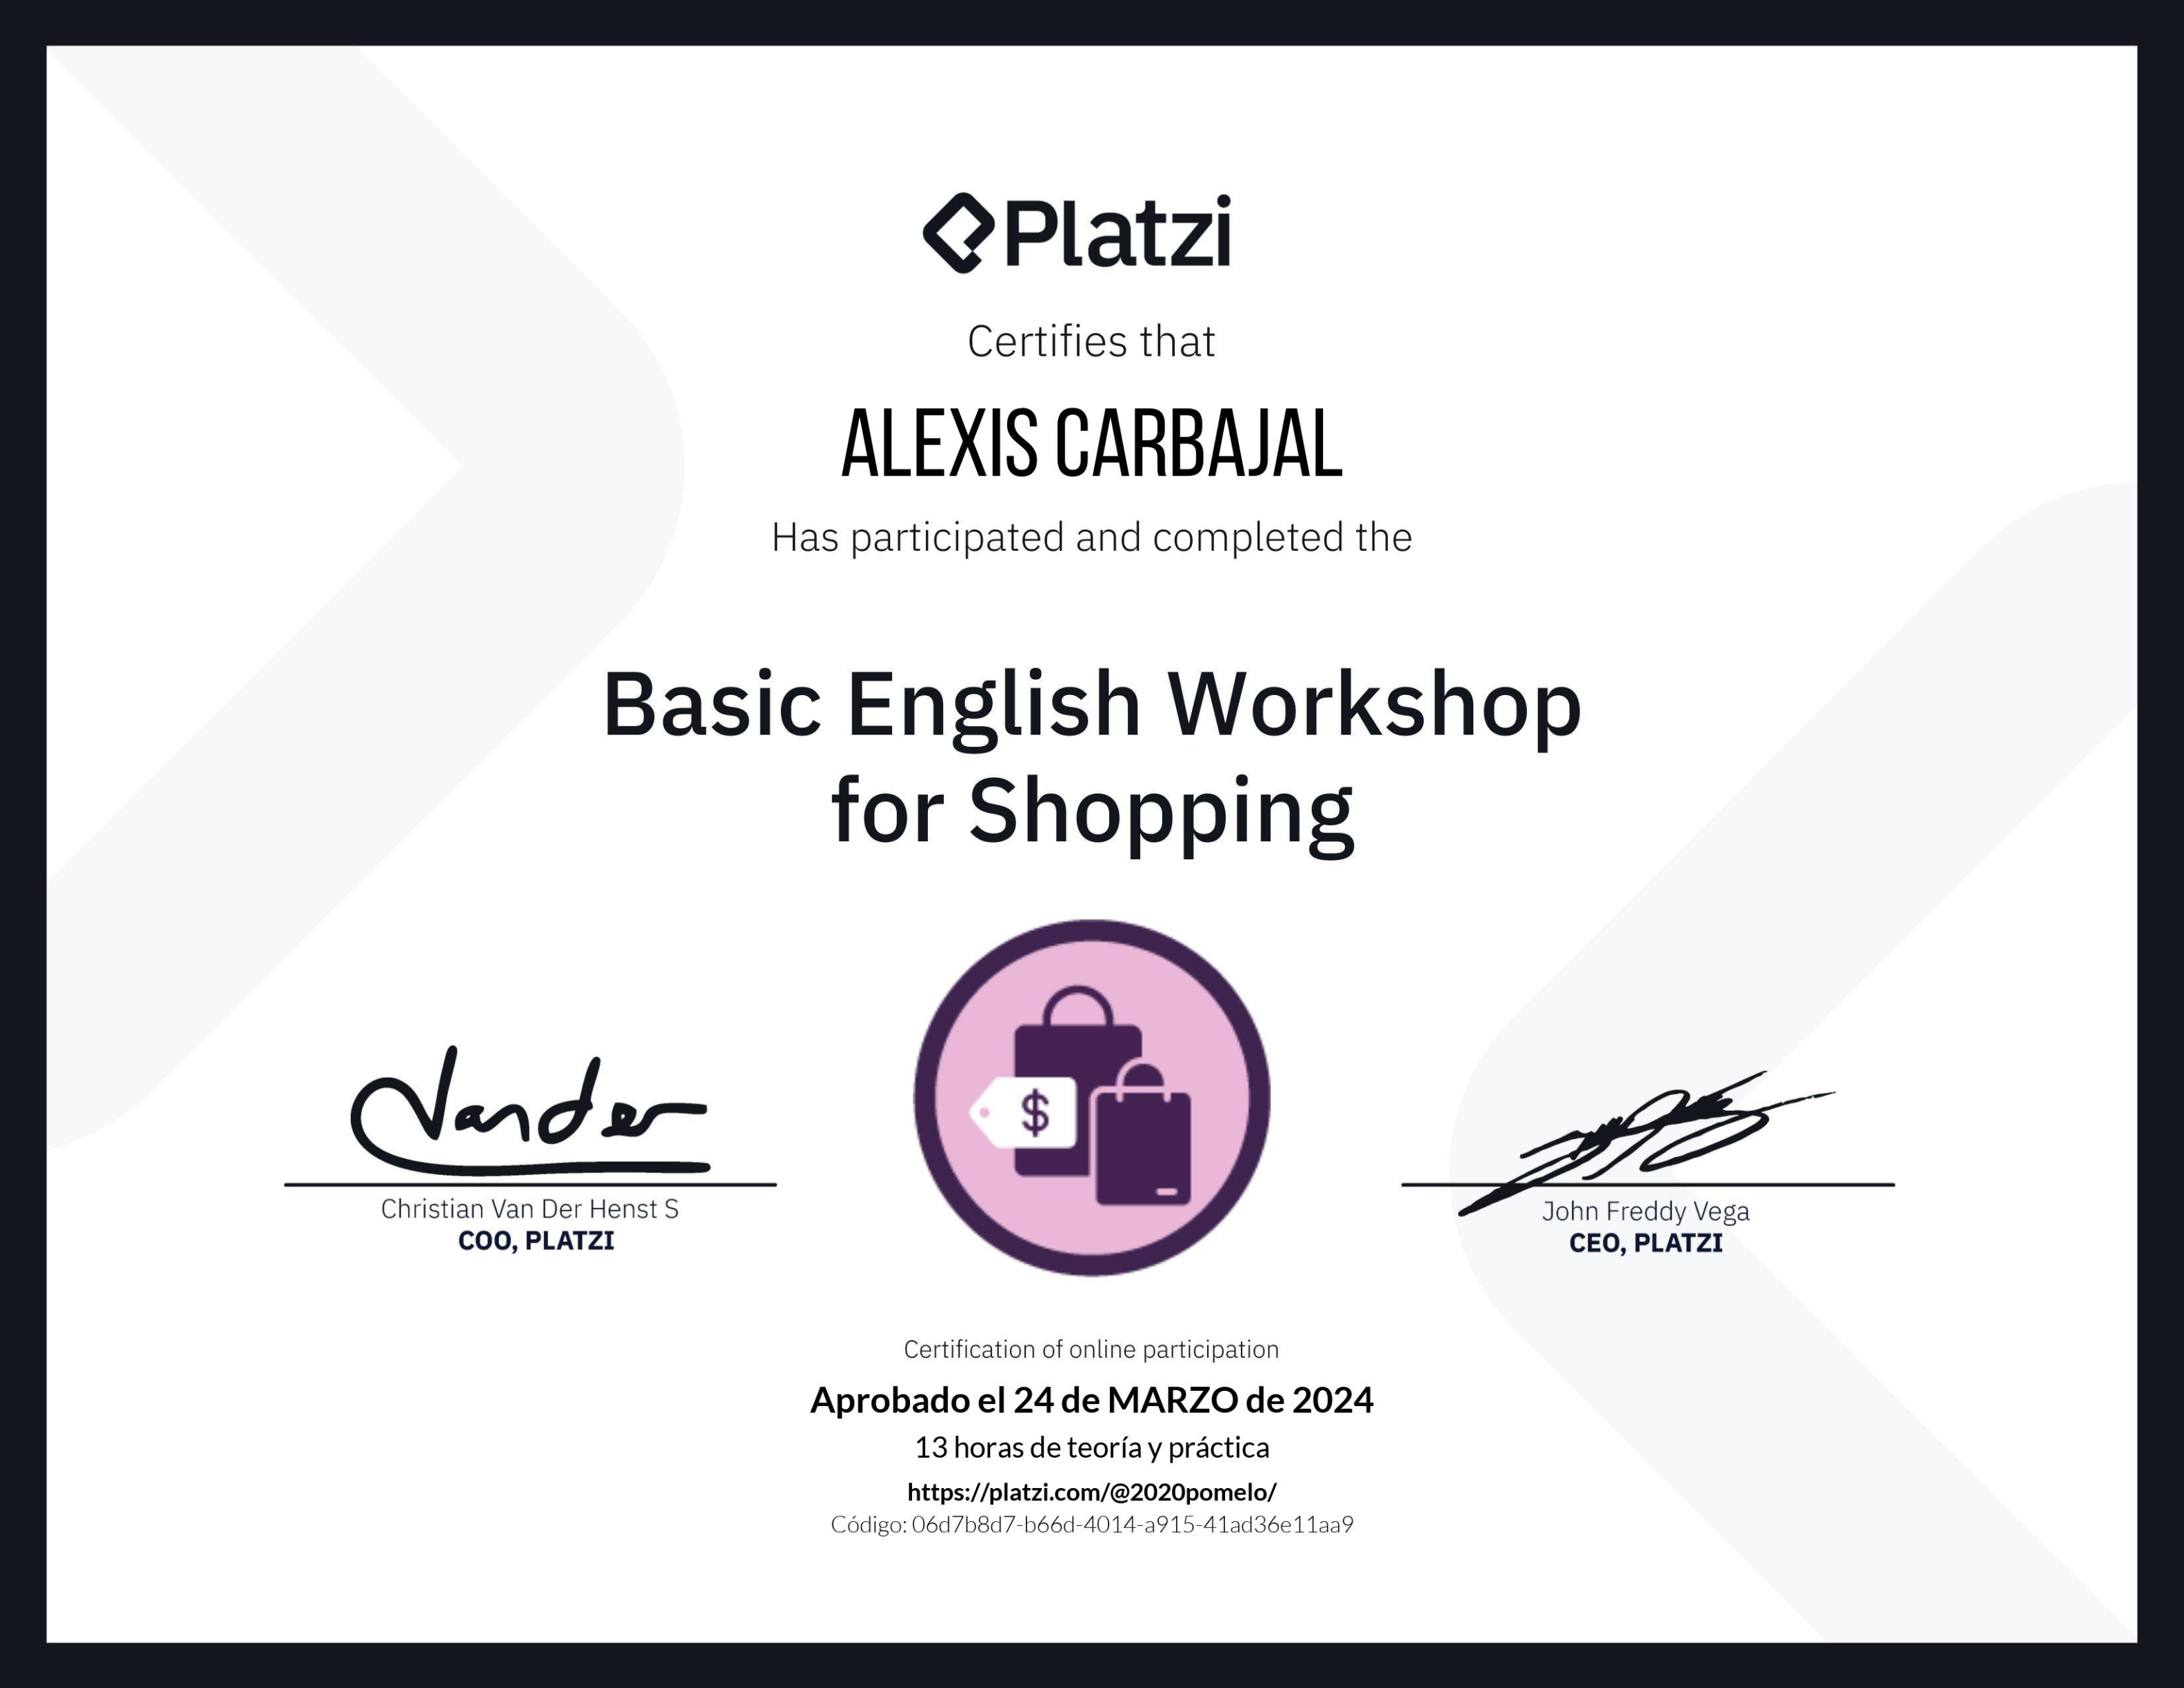 Platzi
Certifies that
ALEXIS CARBAJAL
Has participated and completed the
Basic English Workshop
for Shopping
$
Vander
Christian Van Der Henst S
COO, PLATZI
John Freddy Vega
CEO, PLATZI
Certification of online participation
Aprobado el 24 de MARZO de 2024
13 horas de teoría y práctica
https://platzi.com/@2020pomelo/
Código: 06d7b8d7-b66d-4014-a915-41ad36e11aa9